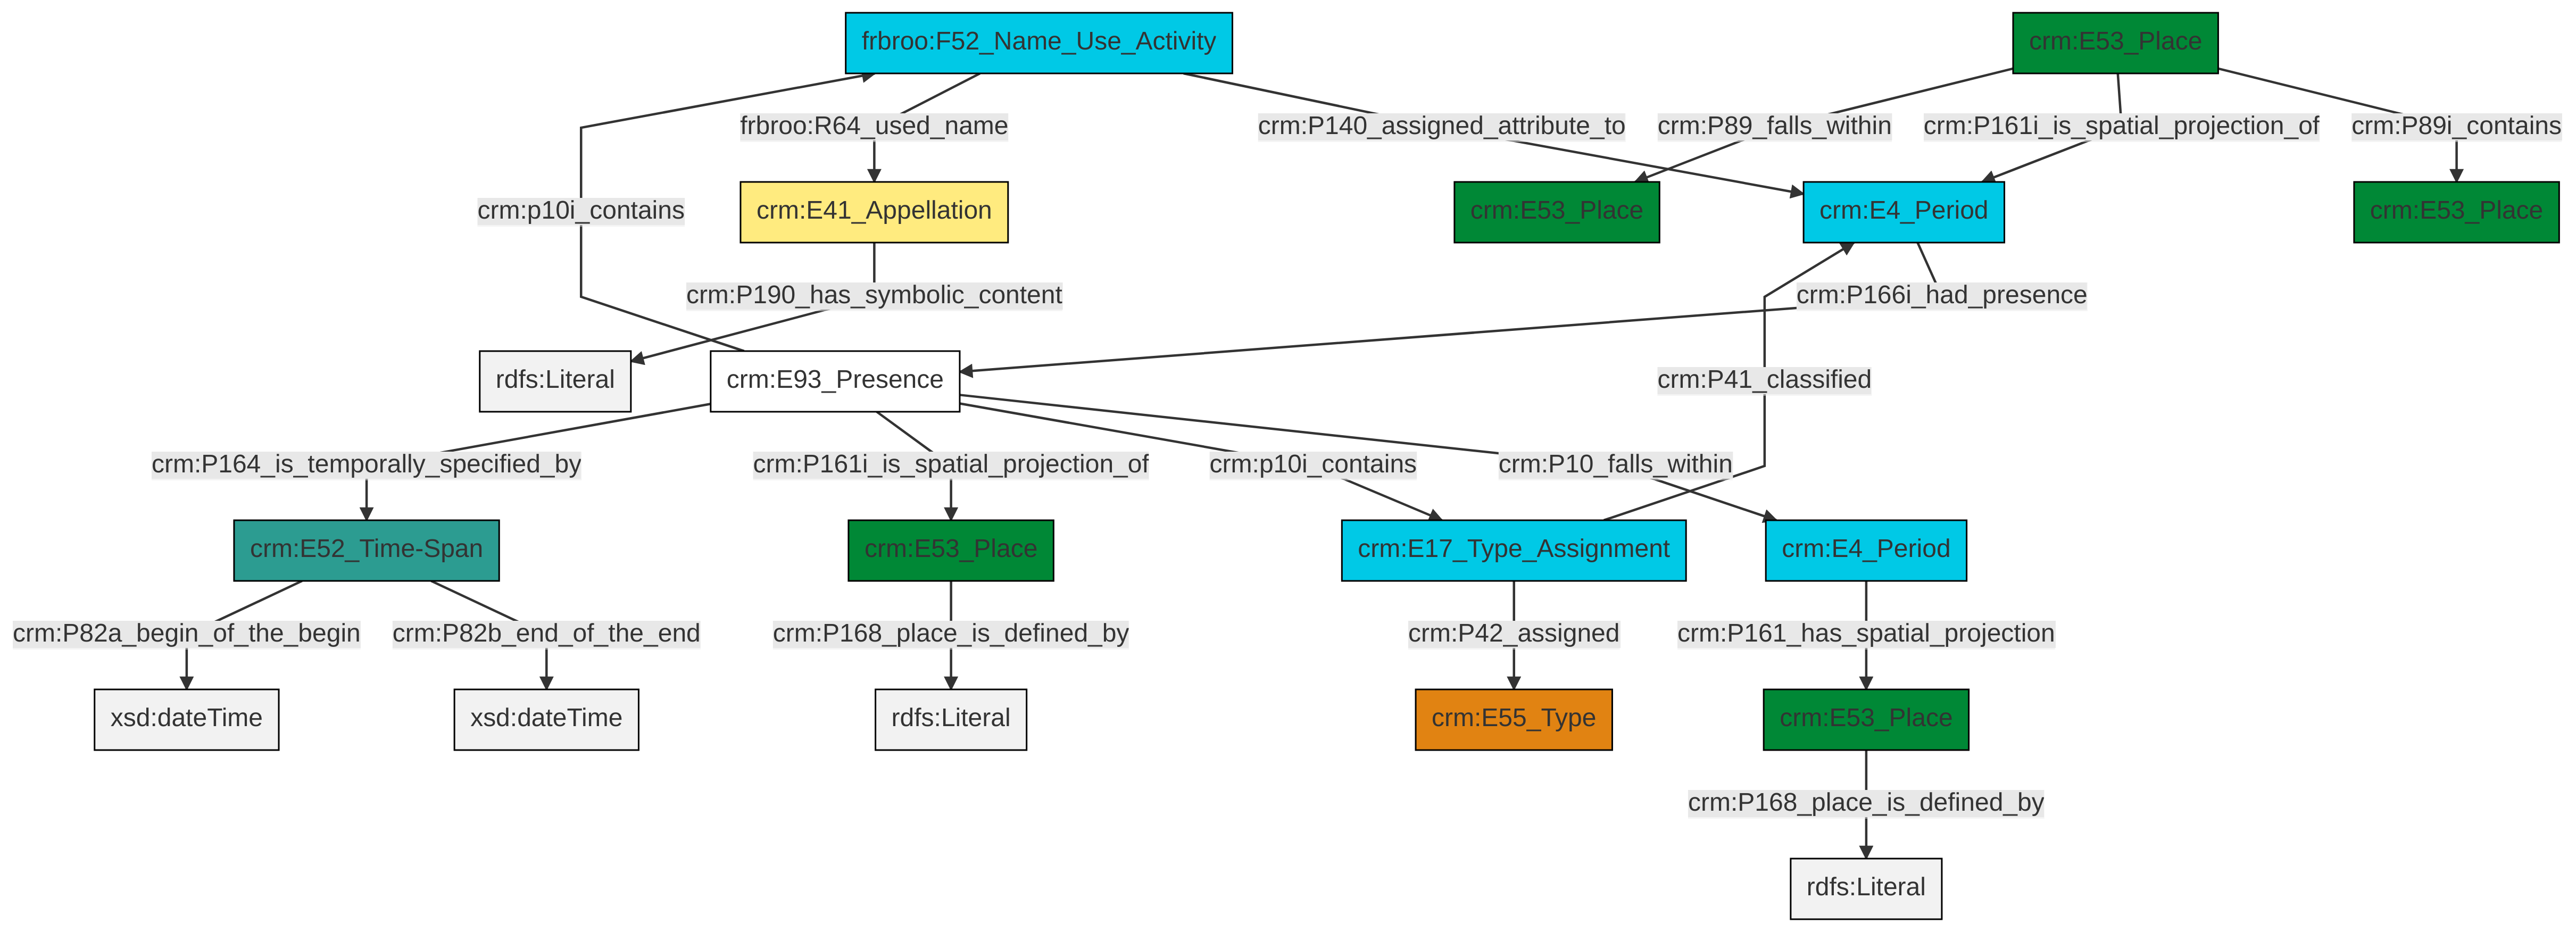 frbroo:F52_Name_Use_Activity
crm:E53_Place
frbroo:R64_used_name
crm:P140_assigned_attribute_to
crm:P89_falls_within
crm:P161i_is_spatial_projection_of
crm:P89i_contains
crm:p10i_contains
crm:E41_Appellation
crm:E53_Place
crm:E4_Period
crm:E53_Place
crm:P190_has_symbolic_content
crm:P166i_had_presence
rdfs:Literal
crm:E93_Presence
crm:P41_classified
crm:P164_is_temporally_specified_by
crm:P161i_is_spatial_projection_of
crm:p10i_contains
crm:P10_falls_within
crm:E52_Time-Span
crm:E53_Place
crm:E17_Type_Assignment
crm:E4_Period
crm:P82a_begin_of_the_begin
crm:P82b_end_of_the_end
crm:P168_place_is_defined_by
crm:P42_assigned
crm:P161_has_spatial_projection
xsd:dateTime
xsd:dateTime
rdfs:Literal
crm:E55_Type
crm:E53_Place
crm:P168_place_is_defined_by
rdfs:Literal